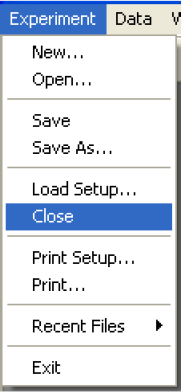 Experiment Data
New...
Open...
Save
Save As...
Load Setup...
Close
Print Setup...
Print...
Recent Files
Exit